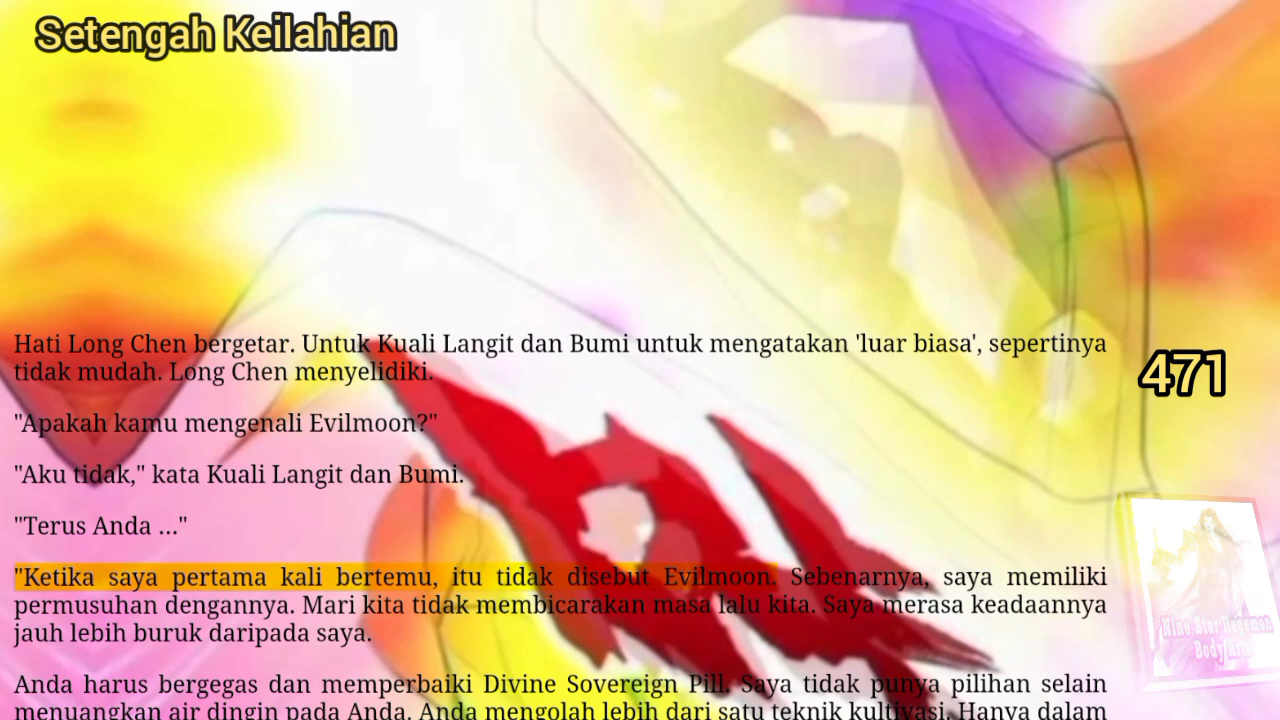 Setengah Keilahian
Hati Long Chen bergetar. Untuk Kuali Langit dan Bumi untuk mengatakan 'luar biasa', sepertinya
tidak mudah. Long Chen menyelidiki.
471
"Apakah kamu mengenali Evilmoon?"
"Aku tidak," kata Kuali Langit dan Bumi.
"Terus Anda ..."
"Ketika saya pertama kali bertemu, itu tidak disebut Evilmoon. Sebenarnya, saya memiliki
permusuhan dengannya. Mari kita tidak membicarakan masa lalu kita. Saya merasa keadaannya
jauh lebih buruk daripada saya.
Nine Star Hegemon
Body Arts
Anda harus bergegas dan memperbaiki Divine Sovereign Pill. Saya tidak punya pilihan selain
menuangkan air dingin pada Anda. Anda mengolah lebih dari satu teknik kultivasi. Hanya dalam